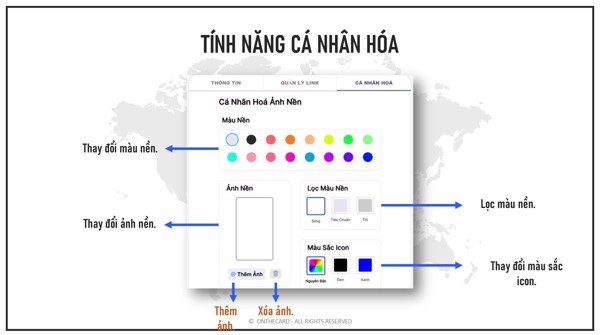 TÍNH NĂNG CÁ NHÂN HÓA
THÔNG TIN
QUẢN LÝ LINK
CÁ NHÂN HOÁ
Cá Nhân Hoá Ảnh Nền
Màu Nền
Thay đổi màu nền.
Ảnh Nền
Lọc Màu Nền
Thay đổi ảnh nền.
Lọc màu nền.
Sáng
Tiêu Chuẩn
Tối
Màu Sắc Icon
Thay đổi màu sắc
icon.
Thêm Ảnh
Nguyên Bản
Đen
Xanh
Thêm
ảnh
Xóa ảnh.
© ONTHECARD - ALL RIGHTS RESERVED